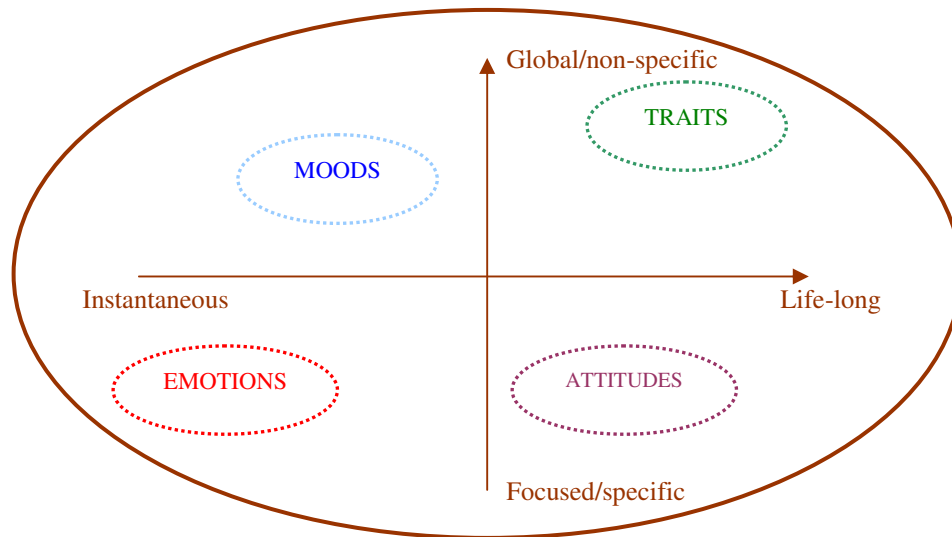 Global/non-specific
TRAITS
MOODS
Instantaneous
Life-long
EMOTIONS
ATTITUDES
Focused/specific